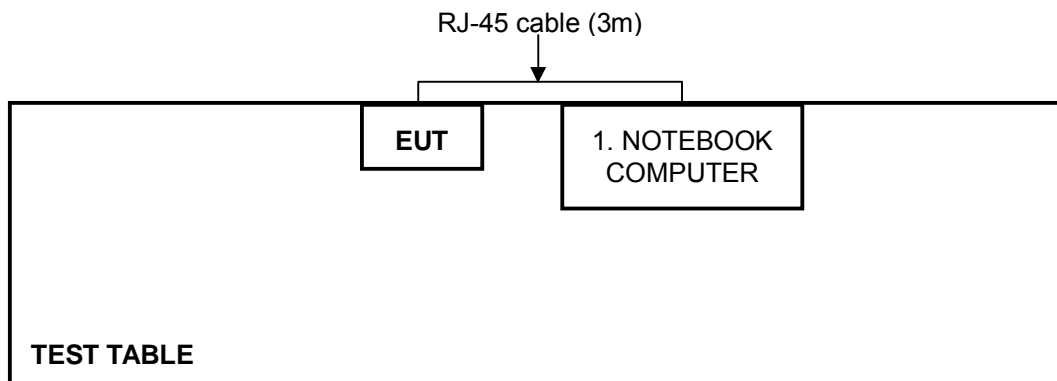 RJ-45 cable (3m)
EUT
1. NOTEBOOK
COMPUTER
TEST TABLE